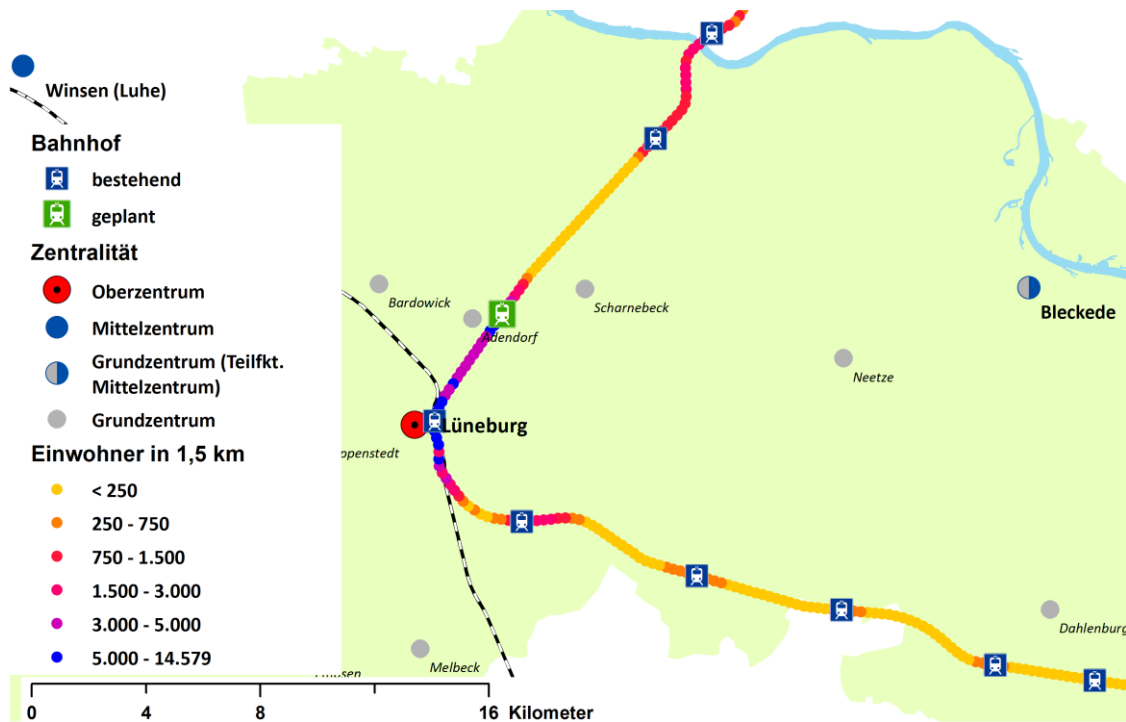 Winsen (Luhe)
Bahnhof
bestehend
geplant
Zentralität
Oberzentrum
Mittelzentrum
Grundzentrum (Teilfkt.
Mittelzentrum)
Grundzentrum
Einwohner in 1,5 km
< 250
250 - 750
750 - 1.500
1.500 - 3.000
3.000 - 5.000
5.000 - 14.579
Bardowick
Scharnebeck
Adendorf
Bleckede
Neetze
Lüneburg
ppenstedt
Dahlenburg
Melbeck
0 4 8 16 Kilometer